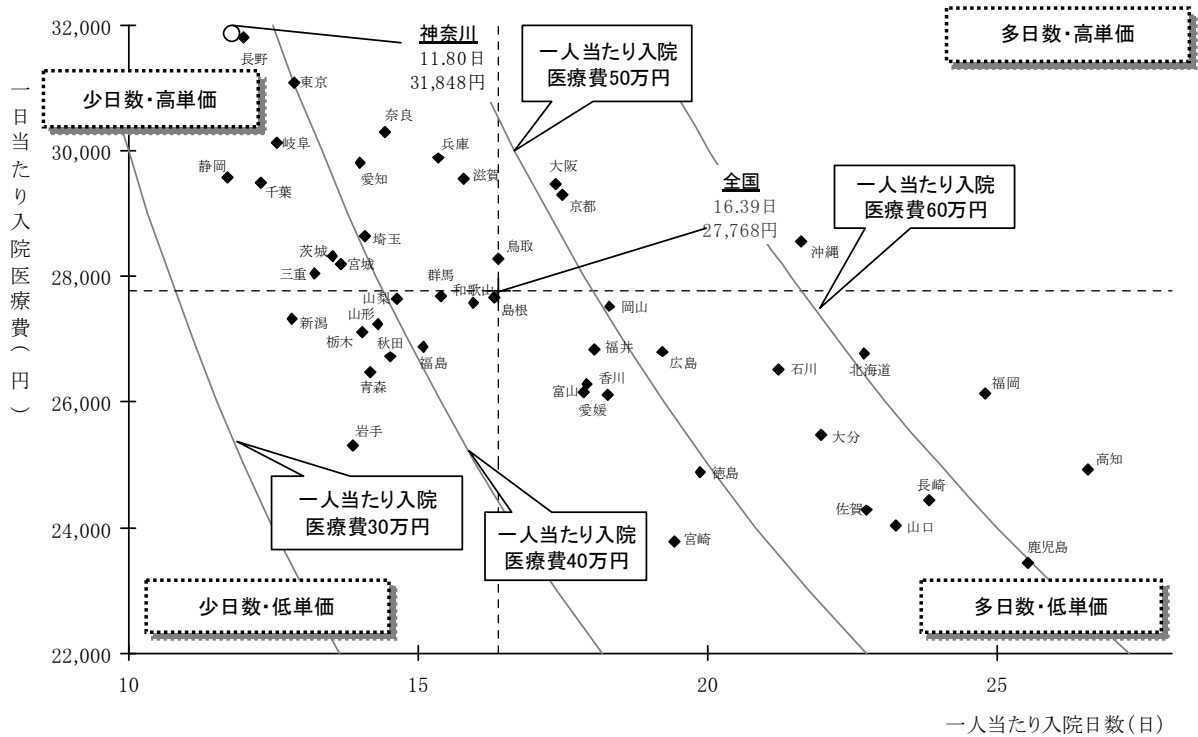 32,000
30,000
28,000
26,000
24,000
22,000
一日当たり入院医療費(円)
10
15
20
25
一人当たり入院日数(日)
少日数・高単価
多日数・高単価
少日数・低単価
多日数・低単価
神奈川
11.80日
31,848円
全国
16.39日
27,768円
一人当たり入院
医療費50万円
一人当たり入院
医療費60万円
一人当たり入院
医療費30万円
一人当たり入院
医療費40万円
長野
東京
奈良
岐阜
兵庫
愛知
静岡
千葉
滋賀
大阪
京都
埼玉
茨城
宮城
三重
鳥取
沖縄
群馬
和歌山
山梨
島根
岡山
山形
新潟
栃木
秋田
福島
青森
岩手
福井
広島
香川
富山
愛媛
石川
北海道
福岡
大分
徳島
高知
長崎
佐賀
山口
宮崎
鹿児島